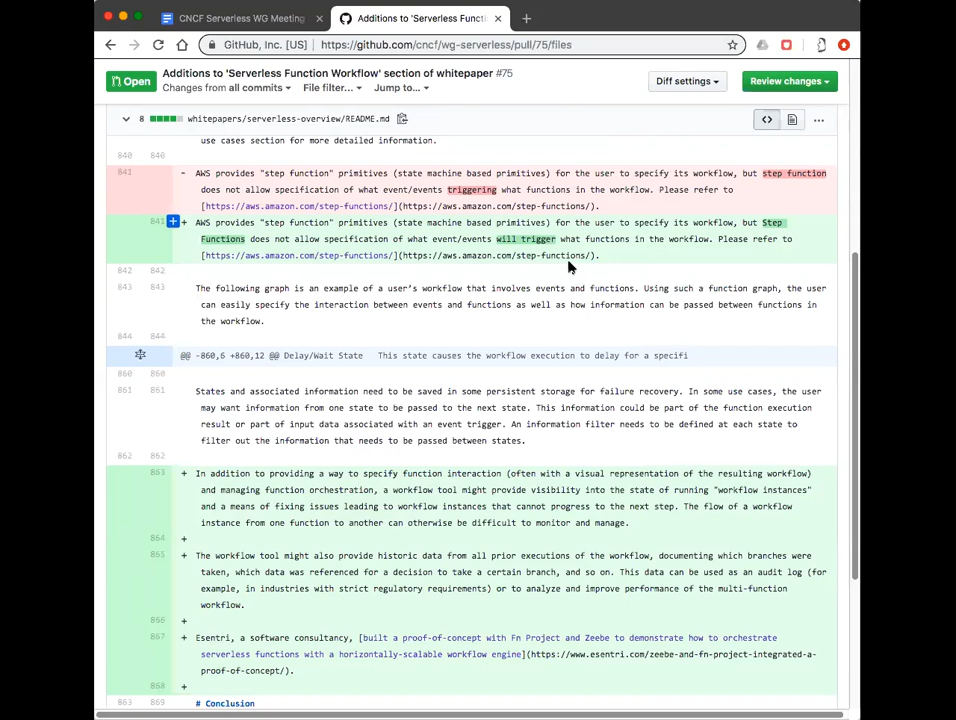 CNCF Serverless WG Meeting
Additions to 'Serverless Functi
GitHub, Inc. [US] https://github.com/cncf/wg-serverless/pull/75/files
Open
Additions to 'Serverless Function Workflow' section of whitepaper #75
Changes from all commits File filter... Jump to...
Diff settings
Review changes
8 whitepapers/serverless-overview/README.md
use cases section for more detailed information.
840 840
841 - AWS provides "step function" primitives (state machine based primitives) for the user to specify its workflow, but step function
does not allow specification of what event/events triggering what functions in the workflow. Please refer to
[https://aws.amazon.com/step-functions/](https://aws.amazon.com/step-functions/).
841 + AWS provides "step function" primitives (state machine based primitives) for the user to specify its workflow, but Step
Functions does not allow specification of what event/events will trigger what functions in the workflow. Please refer to
[https://aws.amazon.com/step-functions/](https://aws.amazon.com/step-functions/).
842 842
843 843 The following graph is an example of a user's workflow that involves events and functions. Using such a function graph, the user
can easily specify the interaction between events and functions as well as how information can be passed between functions in
the workflow.
844 844
@@ -860,6 +860,12 @@ Delay/Wait State This state causes the workflow execution to delay for a specifi
860 860
861 861 States and associated information need to be saved in some persistent storage for failure recovery. In some use cases, the user
may want information from one state to be passed to the next state. This information could be part of the function execution
result or part of input data associated with an event trigger. An information filter needs to be defined at each state to
filter out the information that needs to be passed between states.
862 862
863 + In addition to providing a way to specify function interaction (often with a visual representation of the resulting workflow)
and managing function orchestration, a workflow tool might provide visibility into the state of running "workflow instances"
and a means of fixing issues leading to workflow instances that cannot progress to the next step. The flow of a workflow
instance from one function to another can otherwise be difficult to monitor and manage.
864 +
865 + The workflow tool might also provide historic data from all prior executions of the workflow, documenting which branches were
taken, which data was referenced for a decision to take a certain branch, and so on. This data can be used as an audit log (for
example, in industries with strict regulatory requirements) or to analyze and improve performance of the multi-function
workflow.
866 +
867 + Esentri, a software consultancy, [built a proof-of-concept with Fn Project and Zeebe to demonstrate how to orchestrate
serverless functions with a horizontally-scalable workflow engine](https://www.esentri.com/zeebe-and-fn-project-integrated-a-
proof-of-concept/).
868 +
863 869 # Conclusion